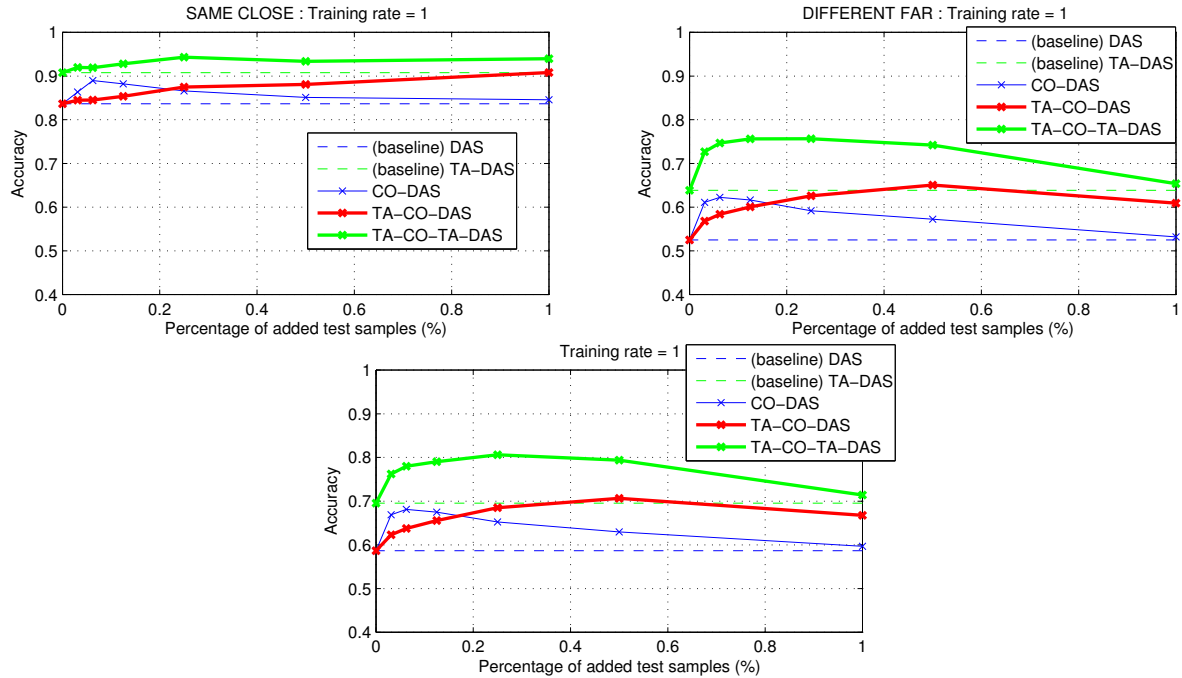 SAME CLOSE : Training rate = 1
1
0.9
0.8
0.7
0.6
0.5
0.4
Accuracy
0
0.2
0.4
0.6
0.8
1
Percentage of added test samples (%)
(baseline) DAS
(baseline) TA−DAS
CO−DAS
TA−CO−DAS
TA−CO−TA−DAS
DIFFERENT FAR : Training rate = 1
1
0.9
0.8
0.7
0.6
0.5
0.4
Accuracy
0
0.2
0.4
0.6
0.8
1
Percentage of added test samples (%)
(baseline) DAS
(baseline) TA−DAS
CO−DAS
TA−CO−DAS
TA−CO−TA−DAS
Training rate = 1
1
0.9
0.8
0.7
0.6
0.5
0.4
Accuracy
0
0.2
0.4
0.6
0.8
1
Percentage of added test samples (%)
(baseline) DAS
(baseline) TA−DAS
CO−DAS
TA−CO−DAS
TA−CO−TA−DAS